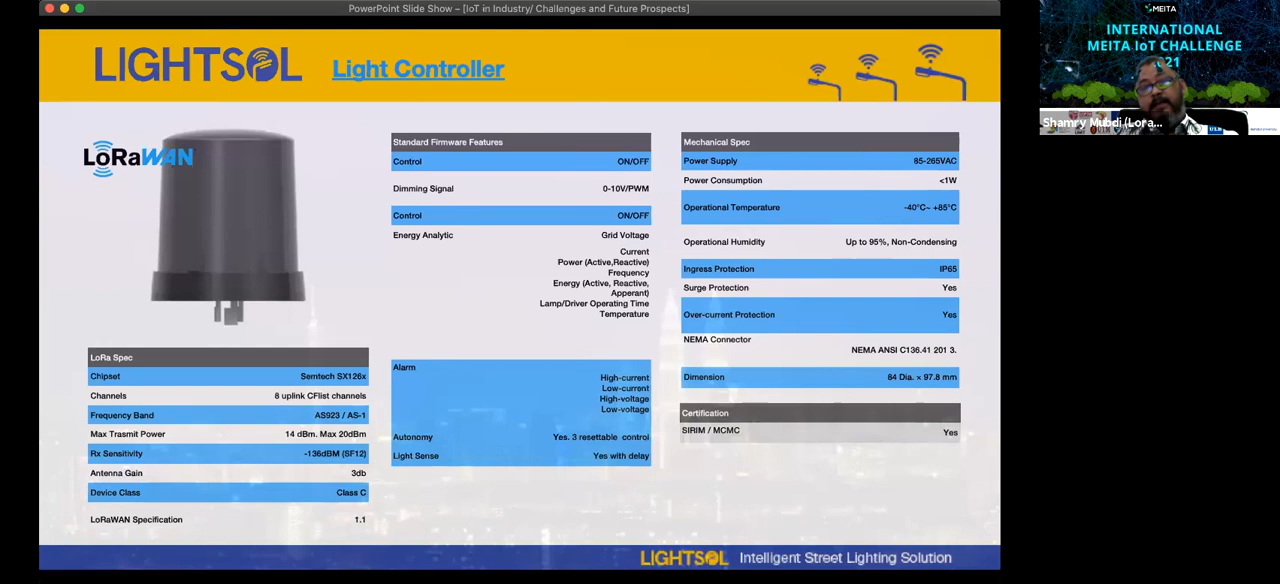 PowerPoint Slide Show – [IoT in Industry/ Challenges and Future Prospects]
LIGHTSOL
Light Controller
LoRaWAN
Standard Firmware Features
Control ON/OFF
Dimming Signal 0-10V/PWM
Control ON/OFF
Energy Analytic Grid Voltage
Current
Power (Active,Reactive)
Frequency
Energy (Active, Reactive,
Apperant)
Lamp/Driver Operating Time
Temperature
Alarm
High-current
Low-current
High-voltage
Low-voltage
Autonomy Yes. 3 resettable control
Light Sense Yes with delay
Mechanical Spec
Power Supply 85-265VAC
Power Consumption <1W
Operational Temperature -40°C~ +85°C
Operational Humidity Up to 95%, Non-Condensing
Ingress Protection IP65
Surge Protection Yes
Over-current Protection Yes
NEMA Connector
NEMA ANSI C136.41 201 3.
Dimension 84 Dia. × 97.8 mm
Certification
SIRIM / MCMC Yes
LoRa Spec
Chipset Semtech SX126x
Channels 8 uplink CFlist channels
Frequency Band AS923 / AS-1
Max Trasmit Power 14 dBm. Max 20dBm
Rx Sensitivity -136dBM (SF12)
Antenna Gain 3db
Device Class Class C
LoRaWAN Specification 1.1
LIGHTSOL Intelligent Street Lighting Solution
MEITA
INTERNATIONAL
MEITA IoT CHALLENGE
21
Shamry Mubdi (Lora...